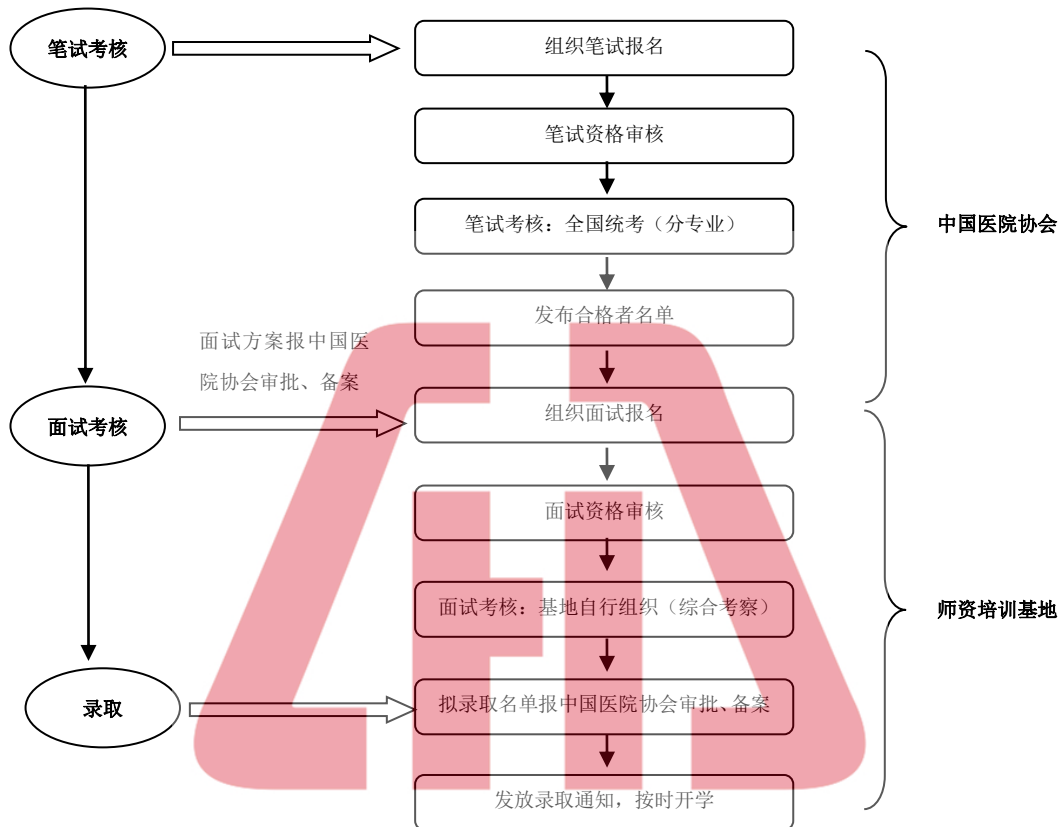 笔试考核
组织笔试报名
笔试资格审核
笔试考核：全国统考（分专业）
中国医院协会
发布合格者名单
面试方案报中国医
院协会审批、备案
面试考核
组织面试报名
面试资格审核
面试考核：基地自行组织（综合考察）
师资培训基地
录取
拟录取名单报中国医院协会审批、备案
发放录取通知，按时开学